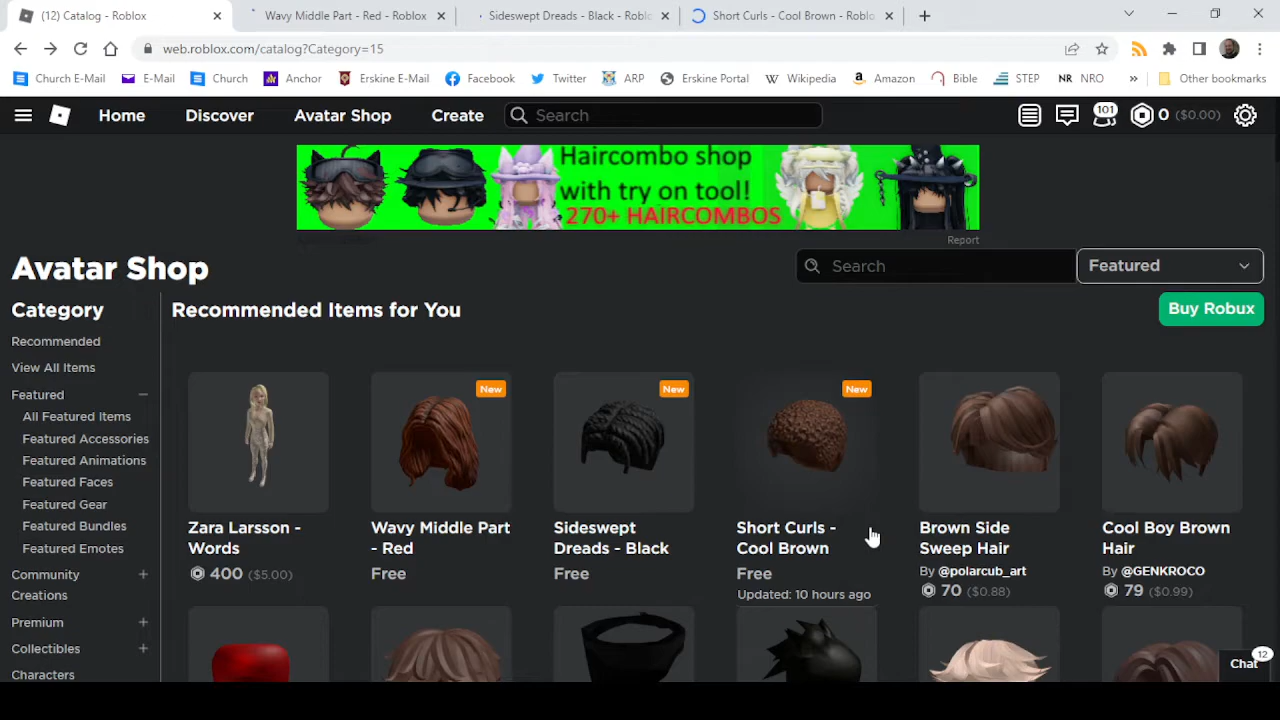 (12) Catalog - Roblox
Wavy Middle Part - Red - Roblox
Sideswept Dreads - Black - Roblo
Short Curls - Cool Brown - Roblo
web.roblox.com/catalog?Category=15
Church E-Mail
E-Mail
Church
Anchor
Erskine E-Mail
Facebook
Twitter
ARP
Erskine Portal
Wikipedia
Amazon
Bible
STEP
NR NRO
»
Other bookmarks
Home
Discover
Avatar Shop
Create
Search
101
0 ($0.00)
Haircombo shop
with try on tool!
270+ HAIRCOMBOS
Report
Avatar Shop
Search
Featured
Category
Recommended Items for You
Buy Robux
Recommended
View All Items
Featured
All Featured Items
Featured Accessories
Featured Animations
Featured Faces
Featured Gear
Featured Bundles
Featured Emotes
Community
Creations
Premium
Collectibles
Characters
Zara Larsson -
Words
400 ($5.00)
New
Wavy Middle Part
- Red
Free
New
Sideswept
Dreads - Black
Free
New
Short Curls -
Cool Brown
Free
Updated: 10 hours ago
Brown Side
Sweep Hair
By @polarcub_art
70 ($0.88)
Cool Boy Brown
Hair
By @GENKROCO
79 ($0.99)
Chat
12